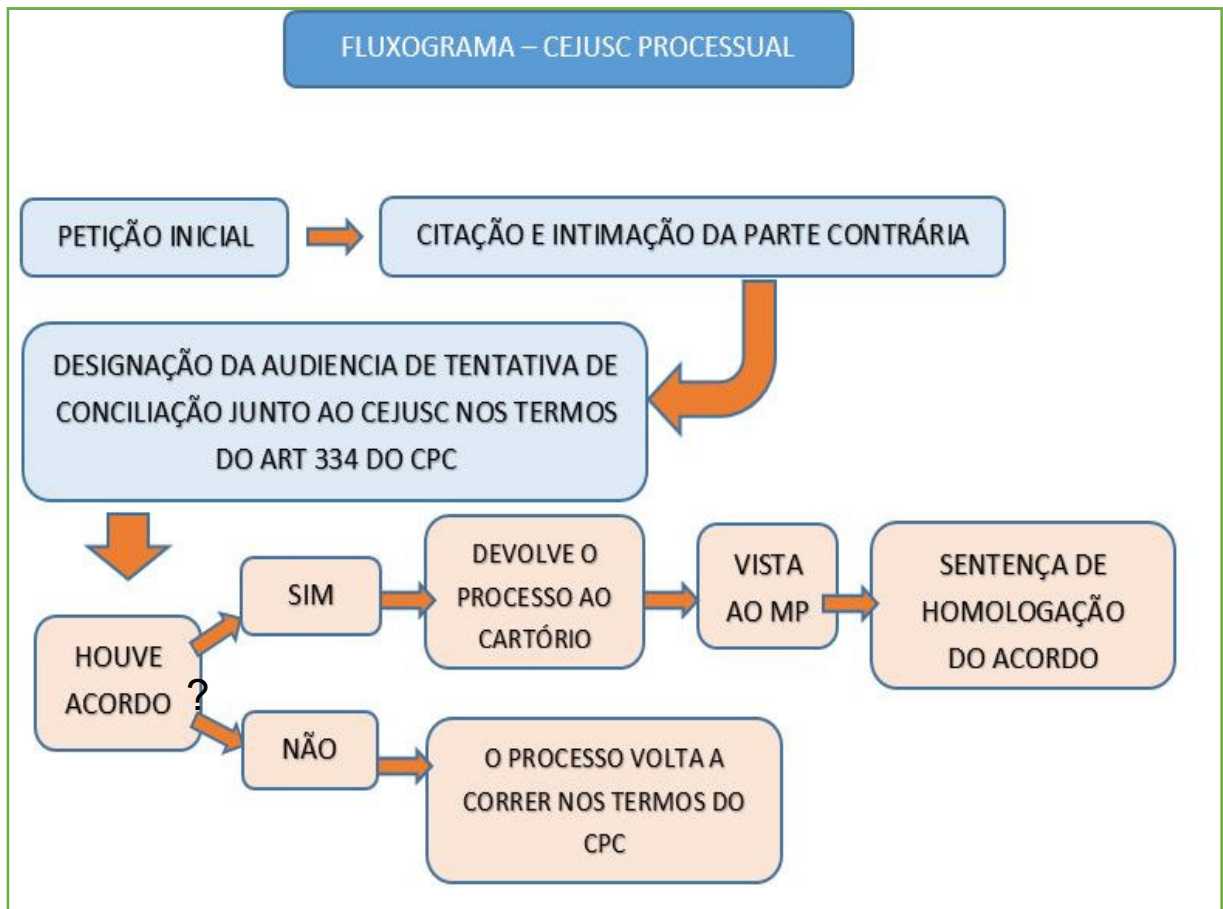 FLUXOGRAMA – CEJUSC PROCESSUAL
PETIÇÃO INICIAL
CITAÇÃO E INTIMAÇÃO DA PARTE CONTRÁRIA
DESIGNAÇÃO DA AUDIENCIA DE TENTATIVA DE
CONCILIAÇÃO JUNTO AO CEJUSC NOS TERMOS
DO ART 334 DO CPC
HOUVE
ACORDO ?
SIM
DEVOLVE O
PROCESSO AO
CARTÓRIO
VISTA
AO MP
SENTENÇA DE
HOMOLOGAÇÃO
DO ACORDO
NÃO
O PROCESSO VOLTA A
CORRER NOS TERMOS DO
CPC